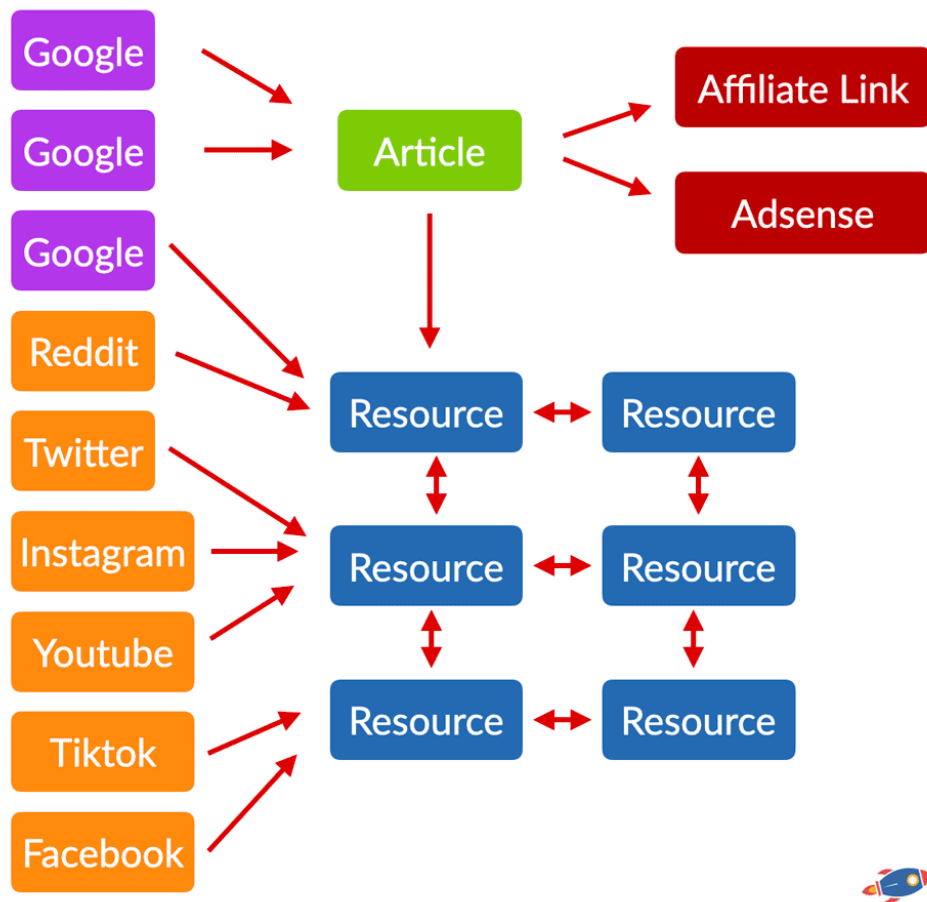 Google
Google
Google
Reddit
Twitter
Instagram
Youtube
Tiktok
Facebook
Article
Affiliate Link
Adsense
Resource
Resource
Resource
Resource
Resource
Resource